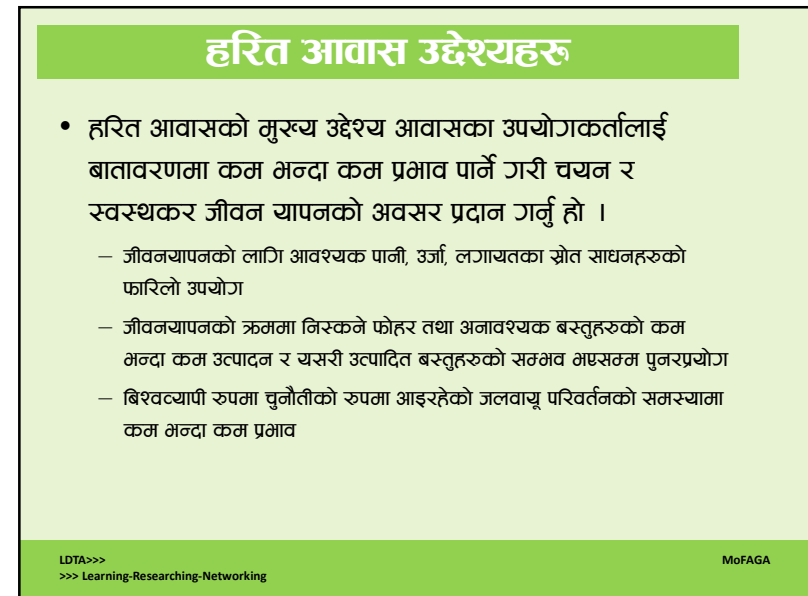 हरित आवास उद्देश्यहरू
• हरित आवासको मुख्य उद्देश्य आवासका उपयोगकर्तालाई
बातावरणमा कम भन्दा कम प्रभाव पार्ने गरी चयन र
स्वस्थकर जीवन यापनको अवसर प्रदान गर्नु हो ।
– जीवनयापनको लागि आवश्यक पानी, उर्जा, लगायतका स्रोत साधनहरुको
फारिलो उपयोग
– जीवनयापनको क्रममा निस्कने फोहर तथा अनावश्यक बस्तुहरुको कम
भन्दा कम उत्पादन र यसरी उत्पादित बस्तुहरुको सम्भव भएसम्म पुनरप्रयोग
– बिश्वव्यापी रुपमा चुनौतीको रुपमा आइरहेको जलवायू परिवर्तनको समस्यामा
कम भन्दा कम प्रभाव
LDTA>>>
>>> Learning-Researching-Networking
MoFAGA